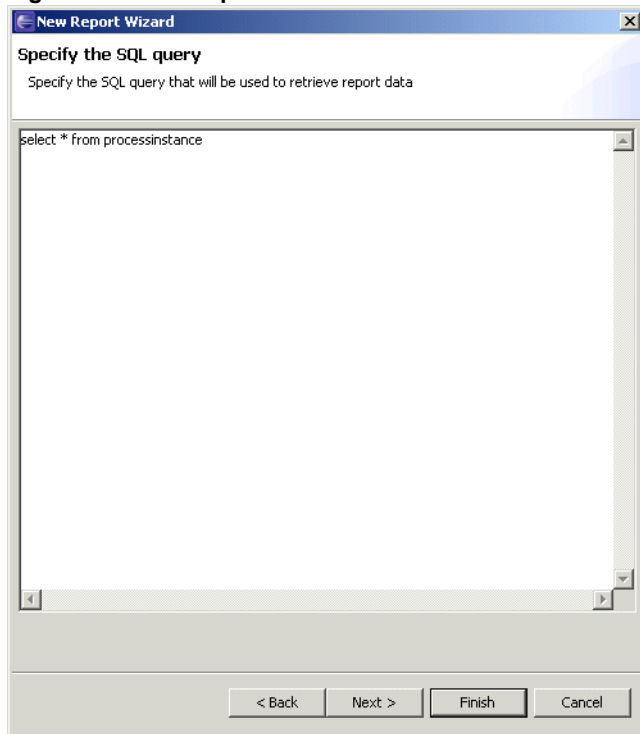 New Report Wizard
Specify the SQL query
Specify the SQL query that will be used to retrieve report data
select * from processinstance
< Back Next > Finish Cancel